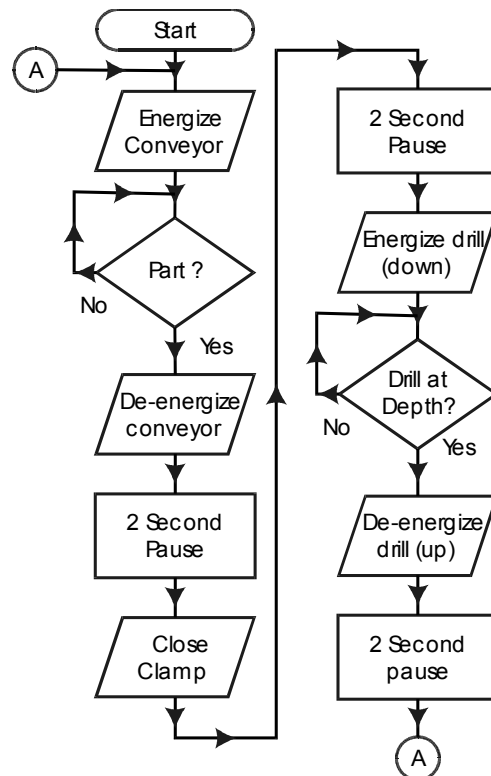 Start
A
Energize
Conveyor
Part ?
No
Yes
De-energize
conveyor
2 Second
Pause
Close
Clamp
2 Second
Pause
Energize drill
(down)
Drill at
Depth?
No
Yes
De-energize
drill (up)
2 Second
pause
A